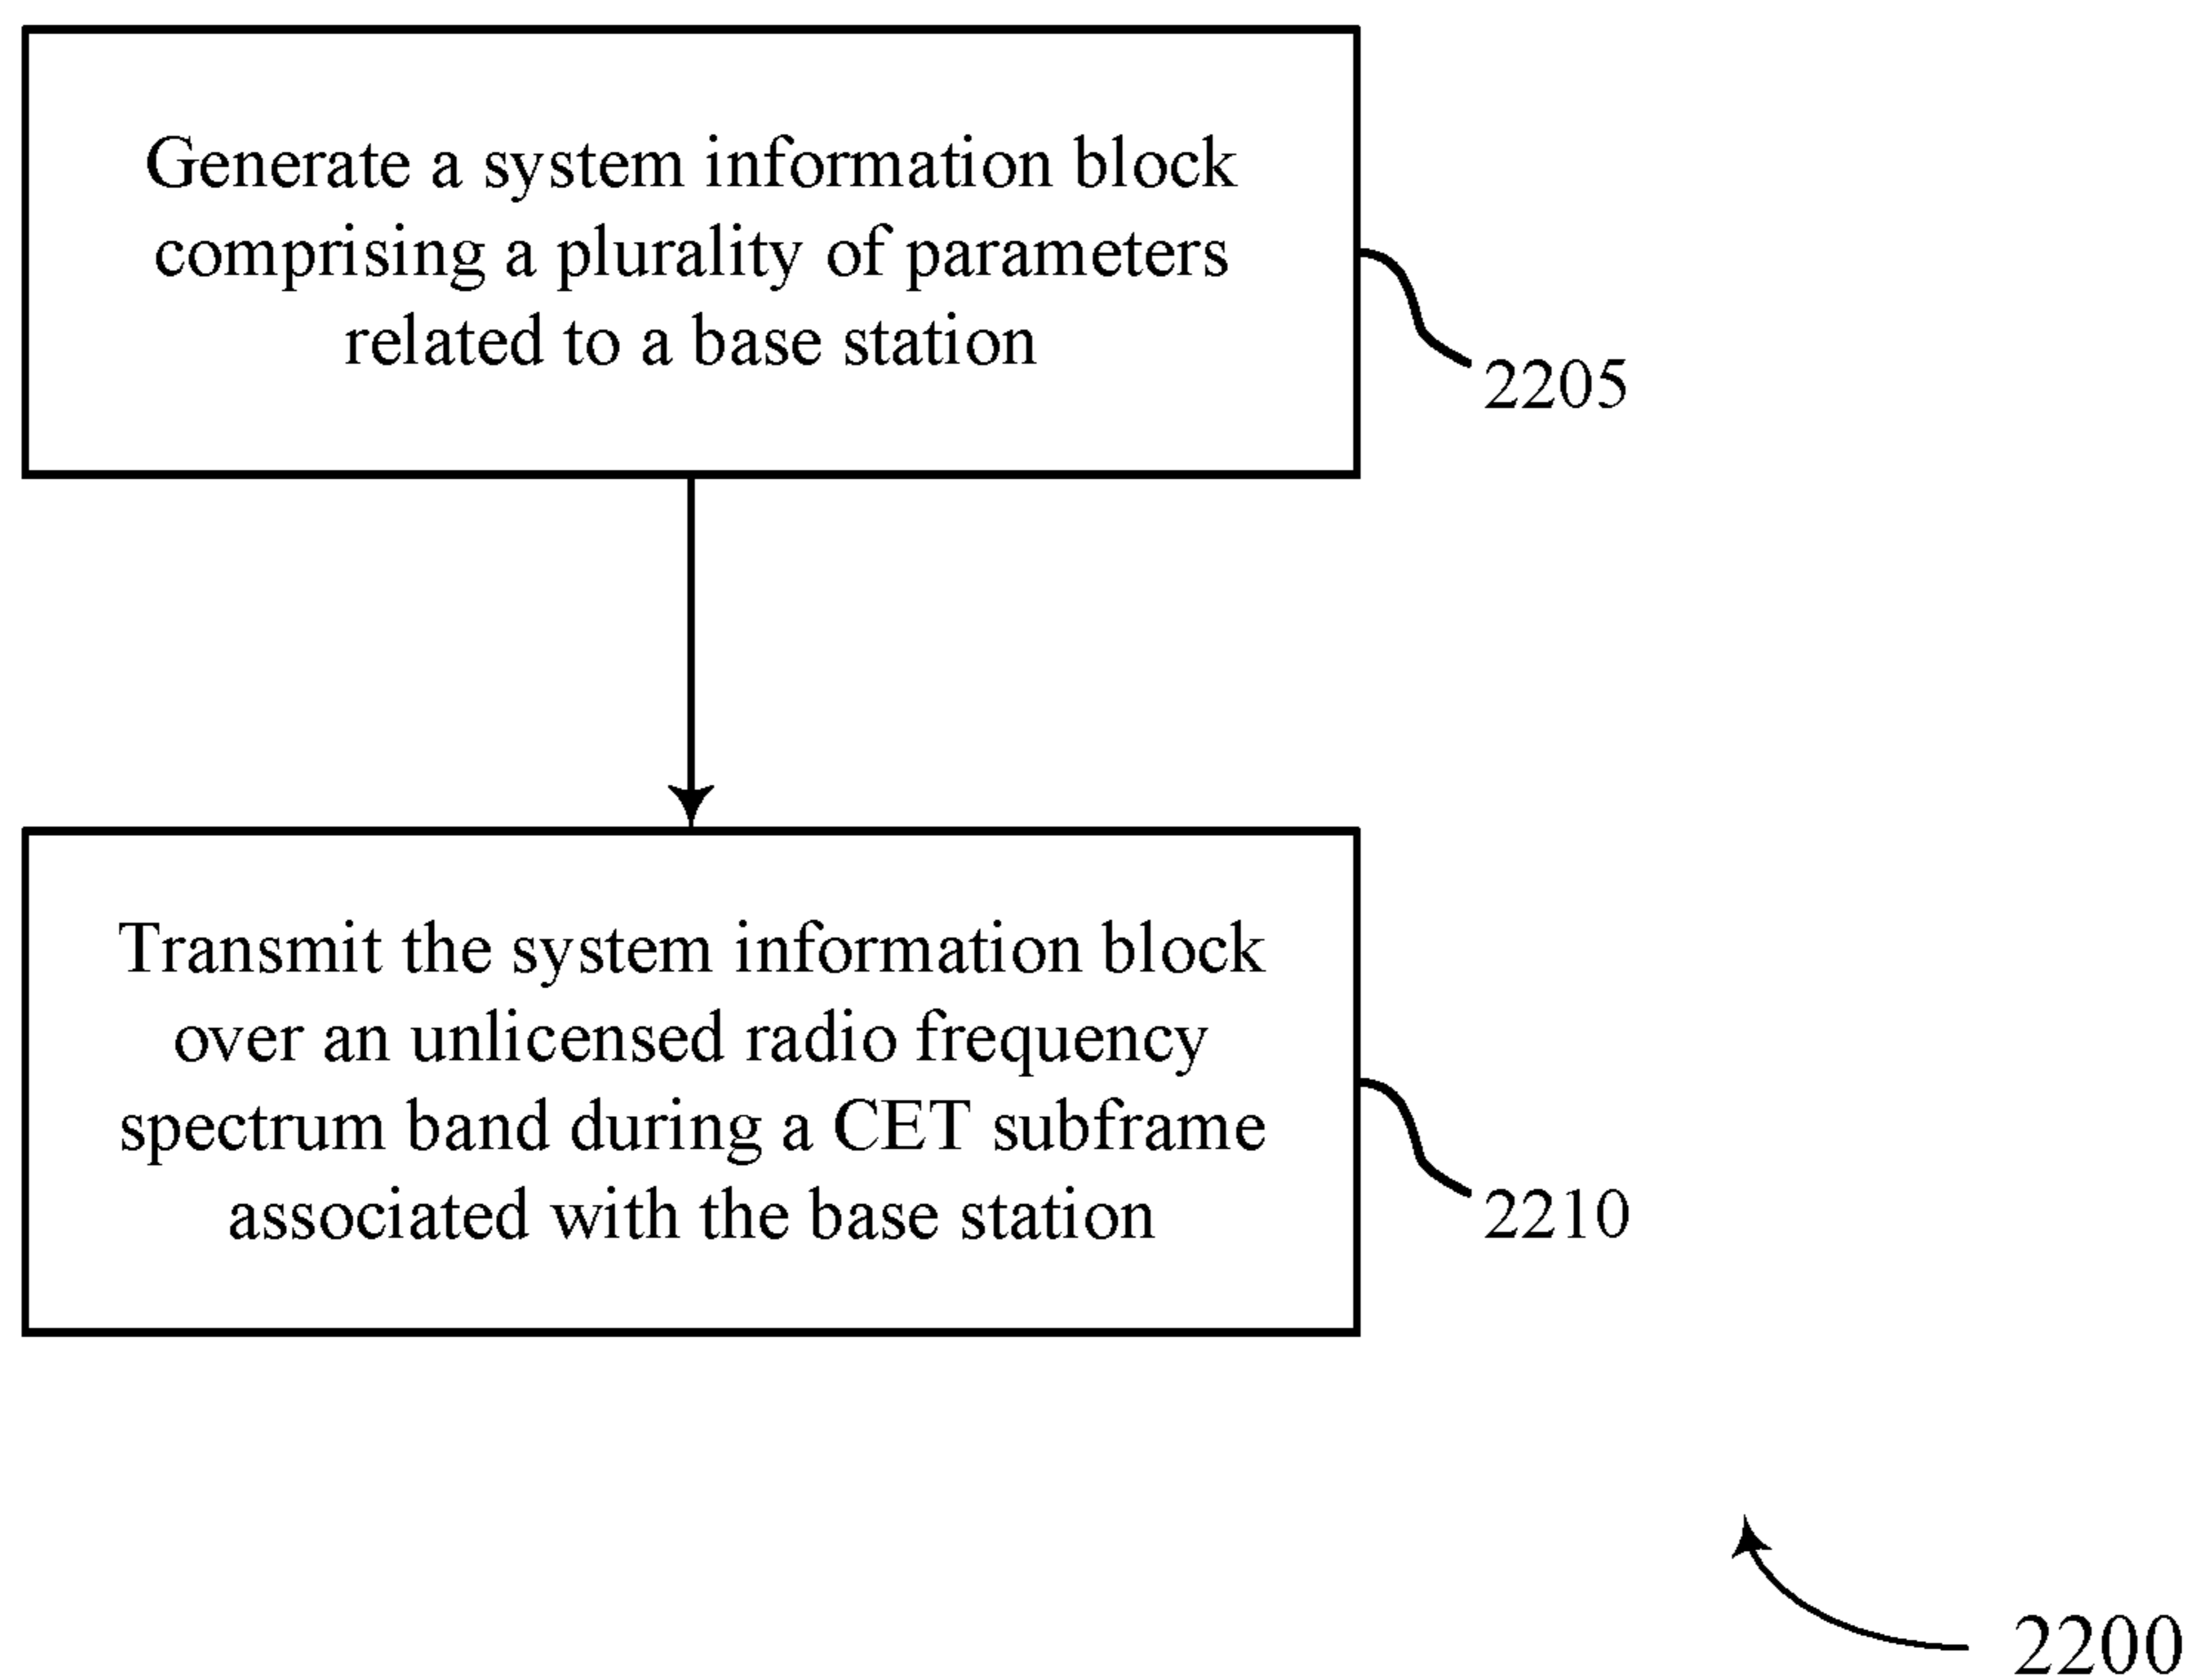 Generate a system information block
comprising a plurality of parameters
related to a base station
2205
Transmit the system information block
over an unlicensed radio frequency
spectrum band during a CET subframe
associated with the base station
2210
2200